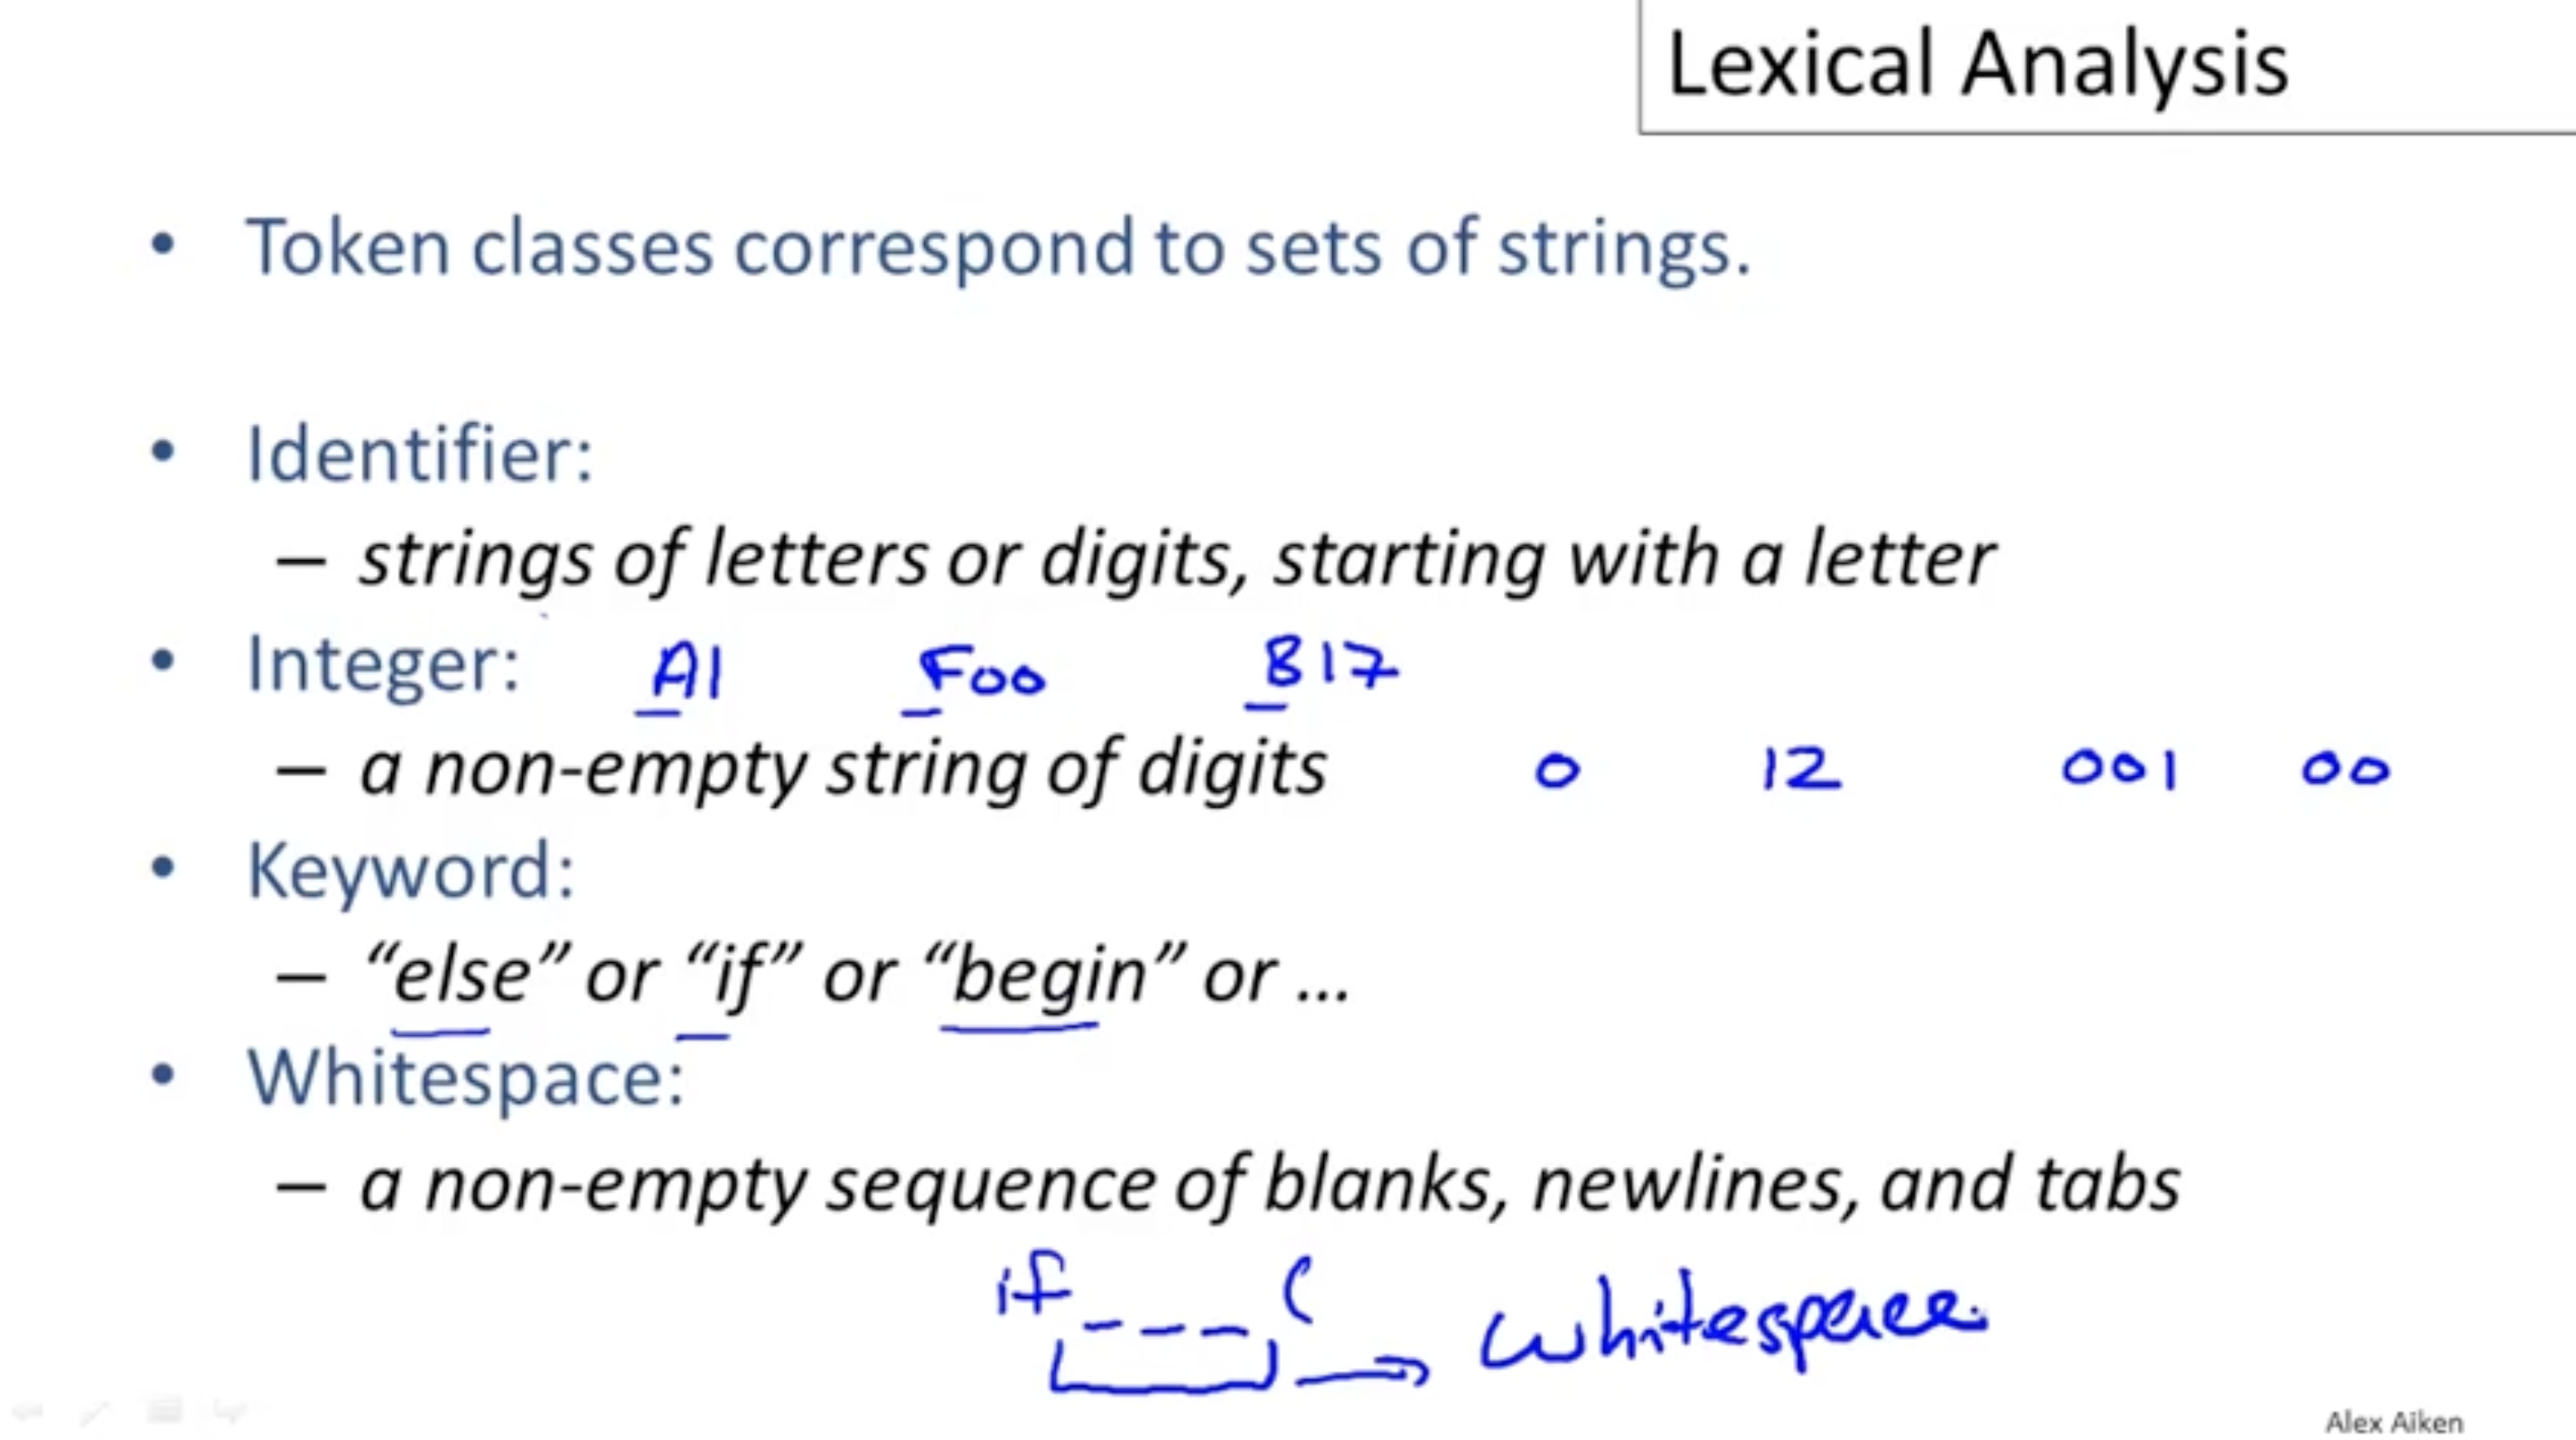 Lexical Analysis
• Token classes correspond to sets of strings.
• Identifier:
– strings of letters or digits, starting with a letter
• Integer: A1 Foo B17
– a non-empty string of digits 0 12 001 00
• Keyword:
– “else” or “if” or “begin” or …
• Whitespace:
– a non-empty sequence of blanks, newlines, and tabs
if _ _ _ ( whitespace.
Alex Aiken